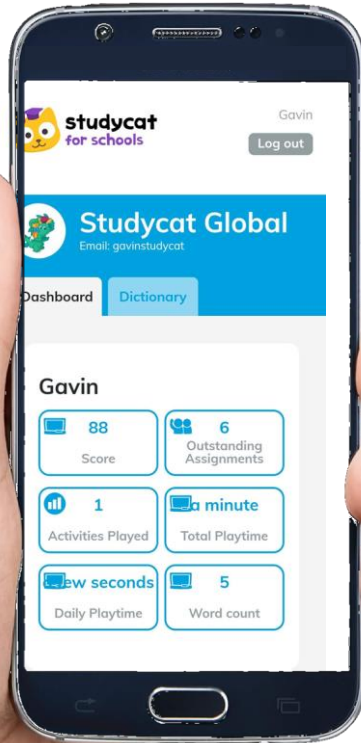 studycat
for schools
Gavin
Log out
Studycat Global
Email: gavinstudycat
Dashboard
Dictionary
Gavin
88
Score
6
Outstanding
Assignments
1
Activities Played
a minute
Total Playtime
few seconds
Daily Playtime
5
Word count